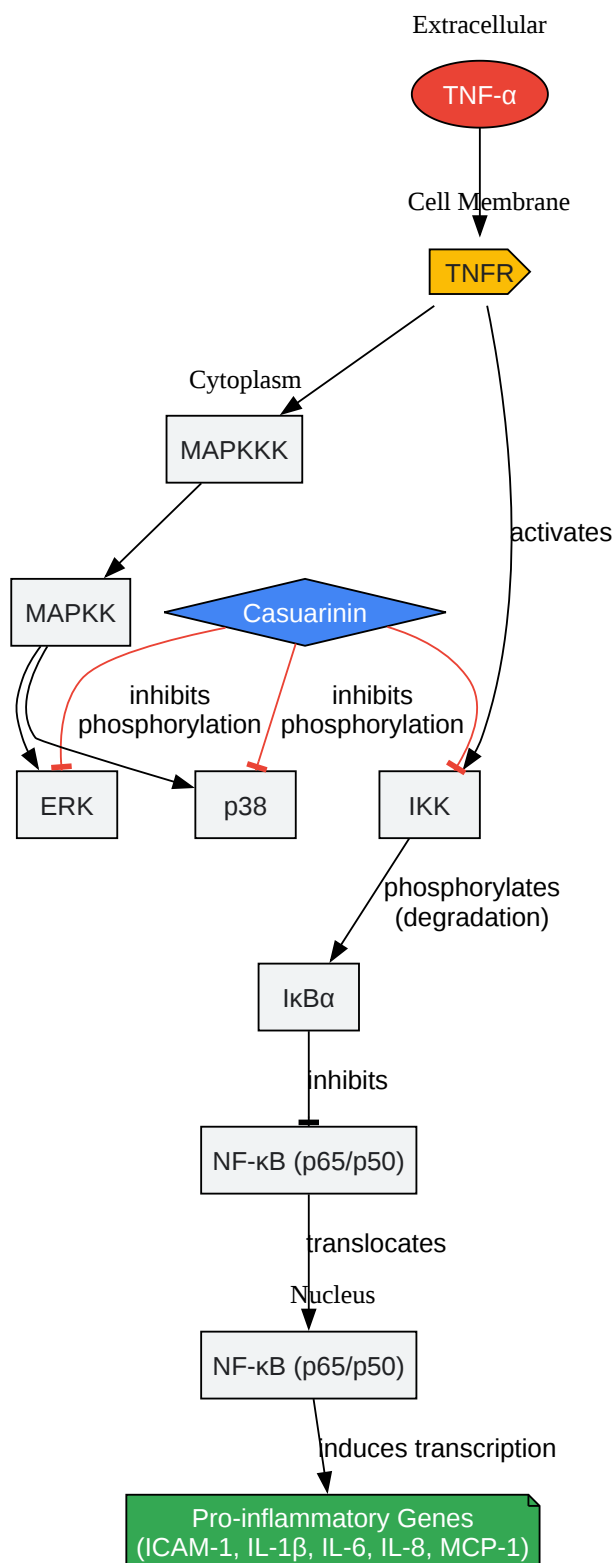 Extracellular
TNF-α
Cell Membrane
TNFR
Cytoplasm
MAPKKK
activates
MAPKK
Casuarinin
inhibits
phosphorylation
inhibits
phosphorylation
ERK
p38
IKK
phosphorylates
(degradation)
IκBα
inhibits
NF-κB (p65/p50)
translocates
Nucleus
NF-κB (p65/p50)
induces transcription
Pro-inflammatory Genes
(ICAM-1, IL-1β, IL-6, IL-8, MCP-1)